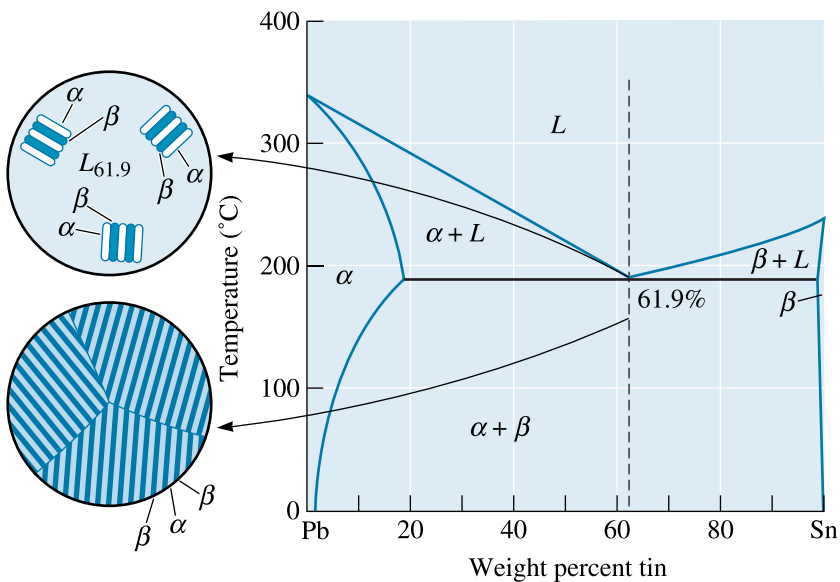 400
300
200
100
0
Temperature (°C)
Pb
20
40
60
80
Sn
Weight percent tin
L
α + L
α
β + L
β
61.9%
α + β
α
β
L61.9
β
α
β
α
β
α
β